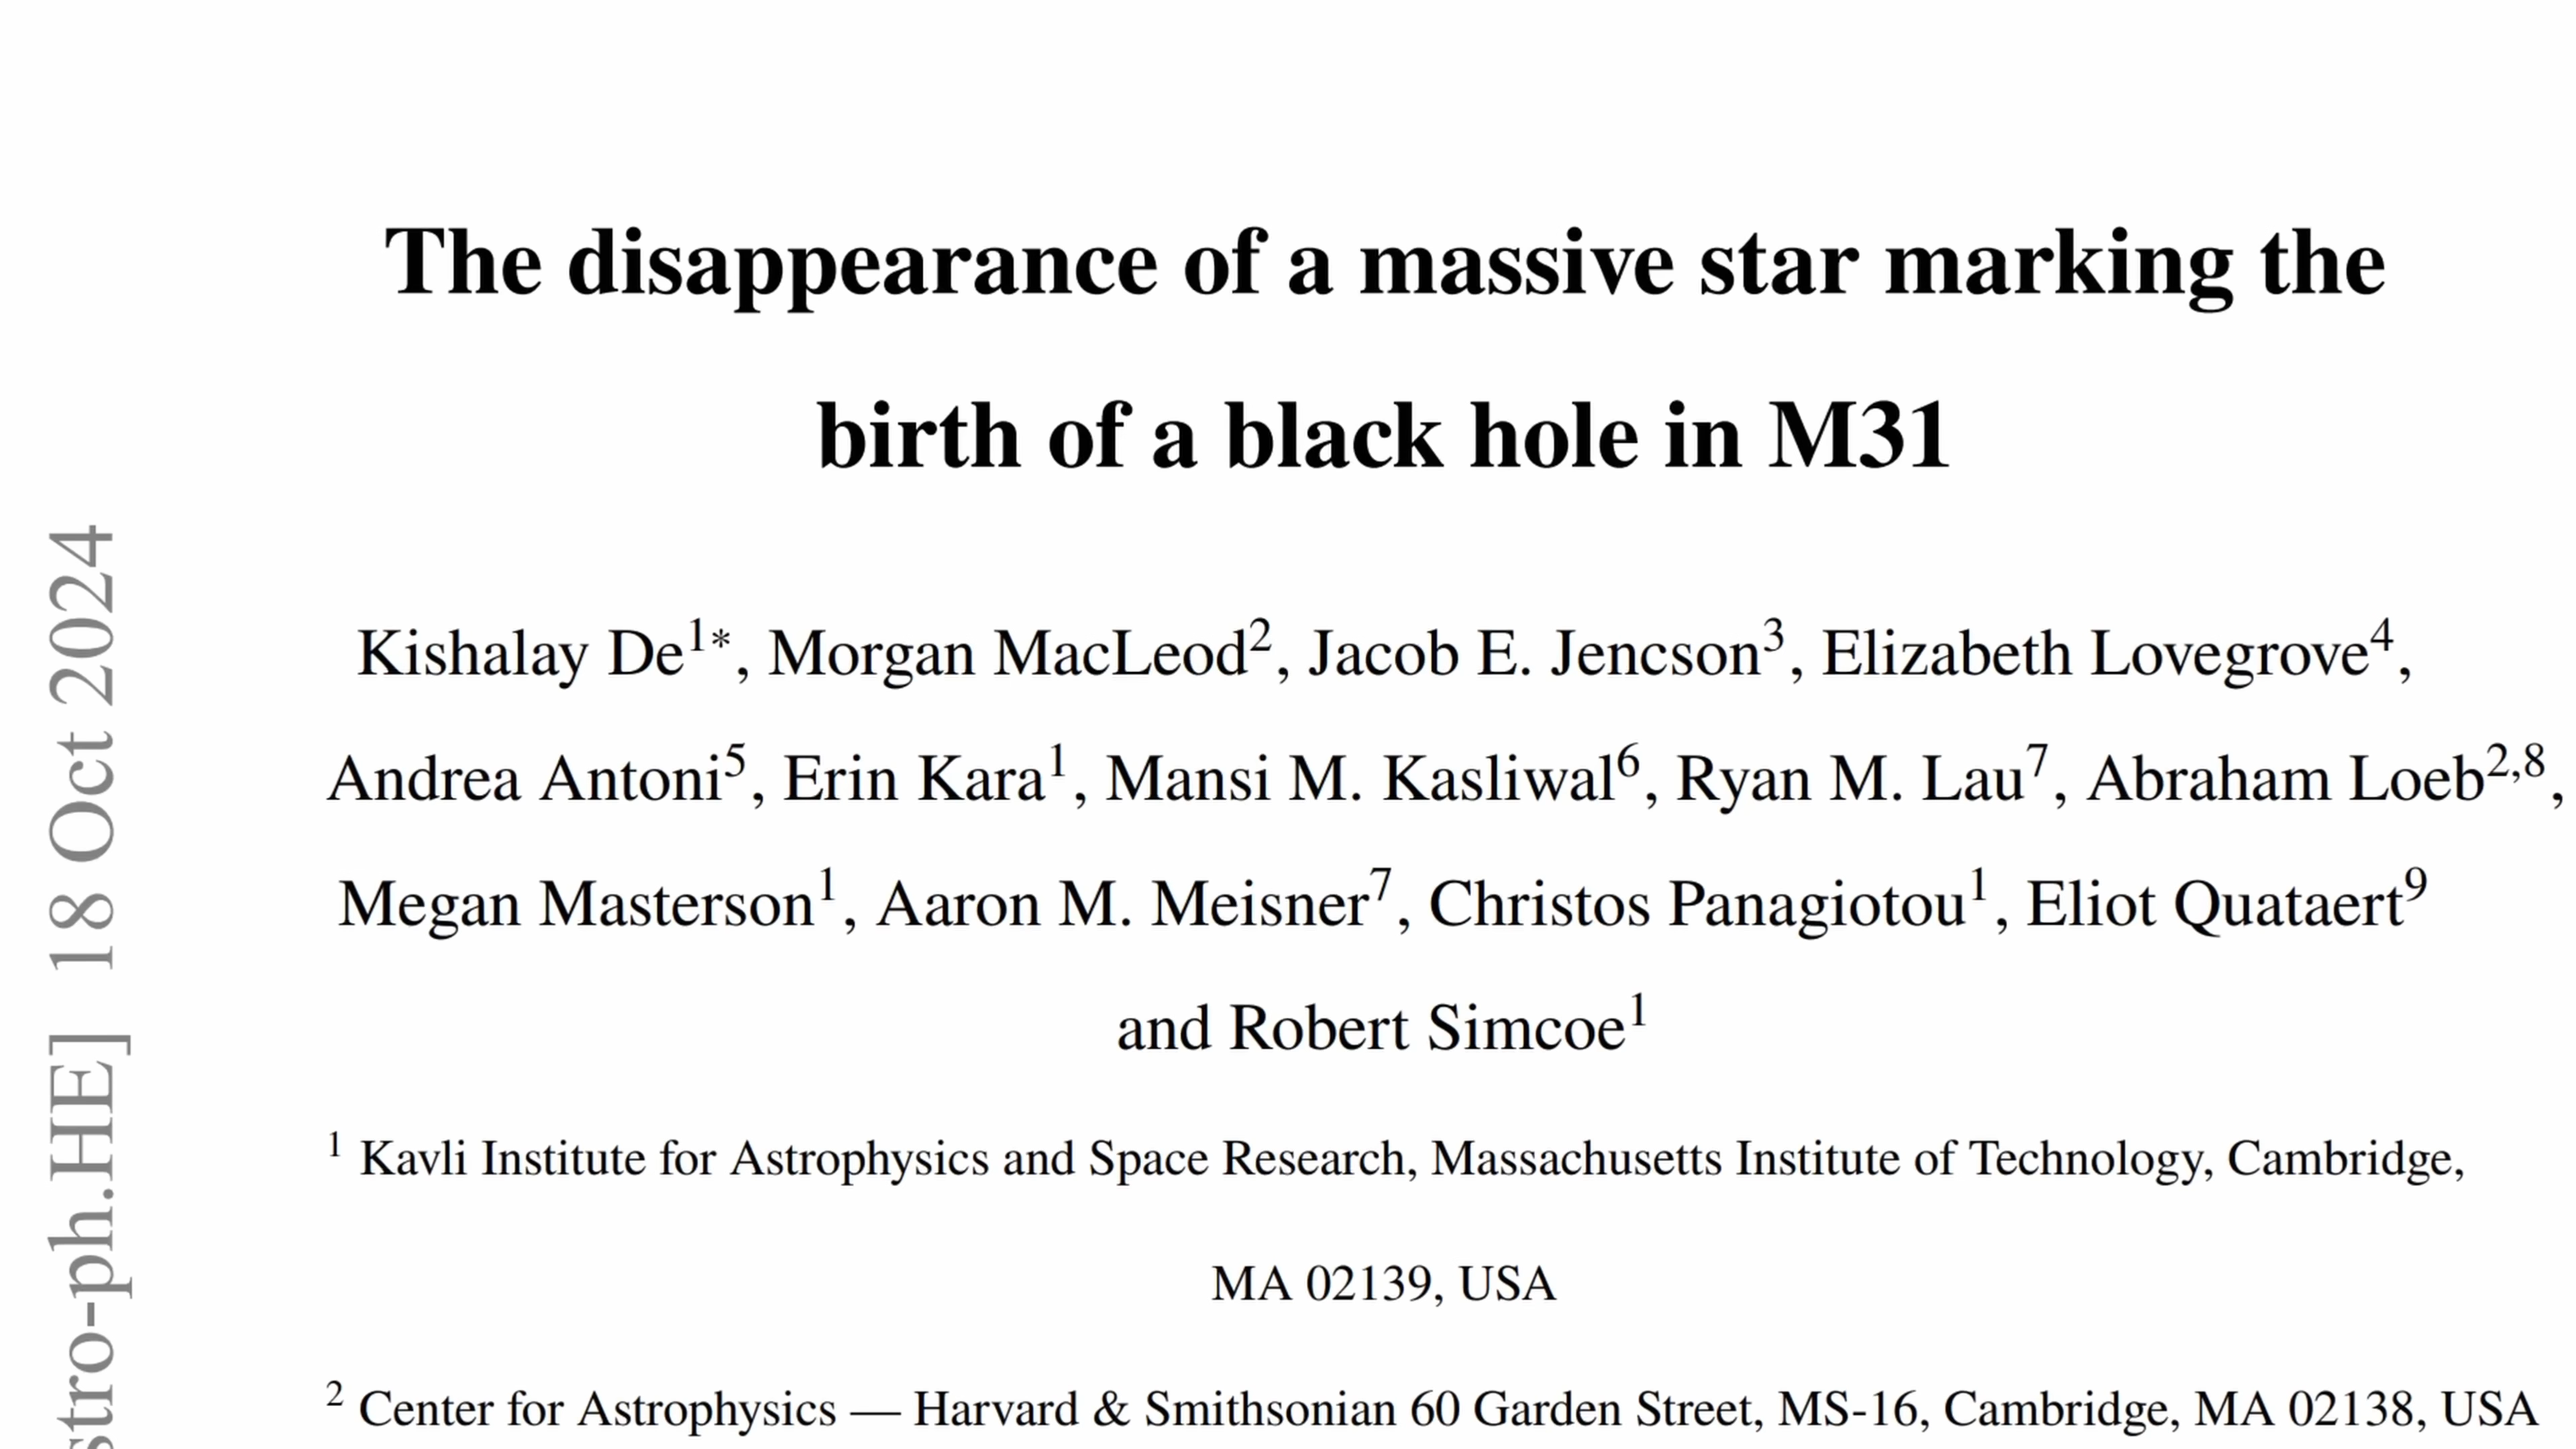 The disappearance of a massive star marking the
birth of a black hole in M31
Kishalay De¹*, Morgan MacLeod², Jacob E. Jencson³, Elizabeth Lovegrove⁴,
Andrea Antoni⁵, Erin Kara¹, Mansi M. Kasliwal⁶, Ryan M. Lau⁷, Abraham Loeb²,⁸,
Megan Masterson¹, Aaron M. Meisner⁷, Christos Panagiotou¹, Eliot Quataert⁹
and Robert Simcoe¹
¹ Kavli Institute for Astrophysics and Space Research, Massachusetts Institute of Technology, Cambridge,
MA 02139, USA
² Center for Astrophysics — Harvard & Smithsonian 60 Garden Street, MS-16, Cambridge, MA 02138, USA
stro-ph.HE] 18 Oct 2024